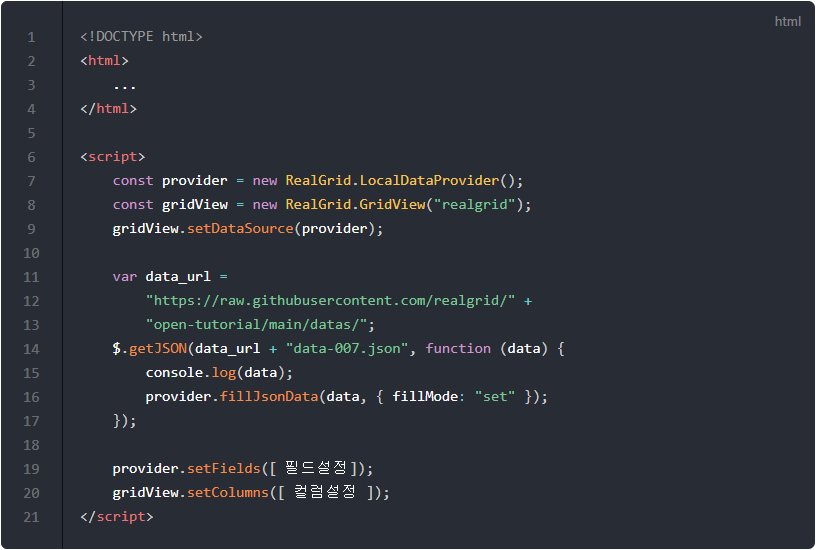 html
1 <!DOCTYPE html>
2 <html>
3     ...
4 </html>
5
6 <script>
7     const provider = new RealGrid.LocalDataProvider();
8     const gridView = new RealGrid.GridView("realgrid");
9     gridView.setDataSource(provider);
10
11     var data_url =
12         "https://raw.githubusercontent.com/realgrid/" +
13         "open-tutorial/main/datas/";
14     $.getJSON(data_url + "data-007.json", function (data) {
15         console.log(data);
16         provider.fillJsonData(data, { fillMode: "set" });
17     });
18
19     provider.setFields([ 필드설정]);
20     gridView.setColumns([ 컬럼설정 ]);
21 </script>